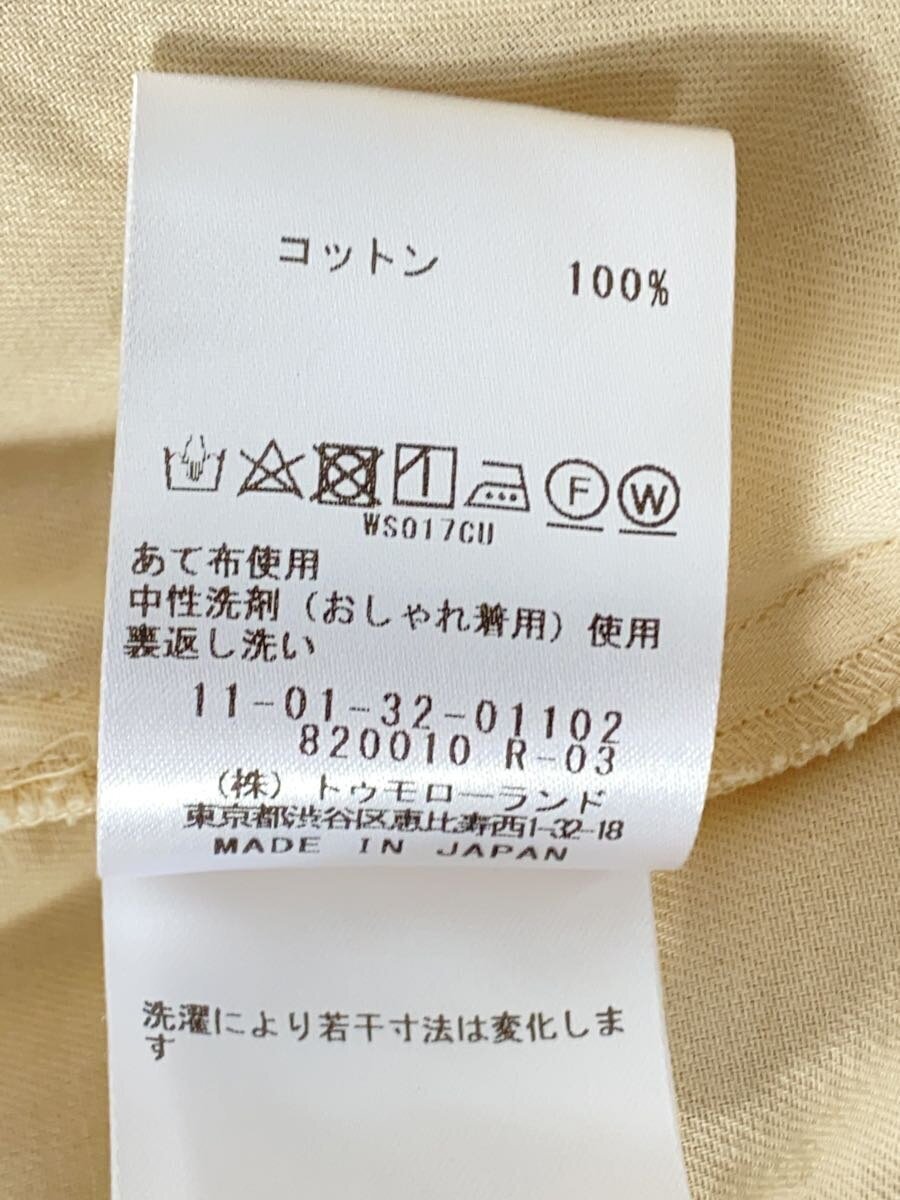 コットン 100%
F W
WS017CU
あて布使用
中性洗剤（おしゃれ着用）使用
裏返し洗い
11-01-32-01102
820010 R-03
（株）トゥモローランド
東京都渋谷区恵比寿西1-32-18
MADE IN JAPAN
洗濯により若干寸法は変化しま
す